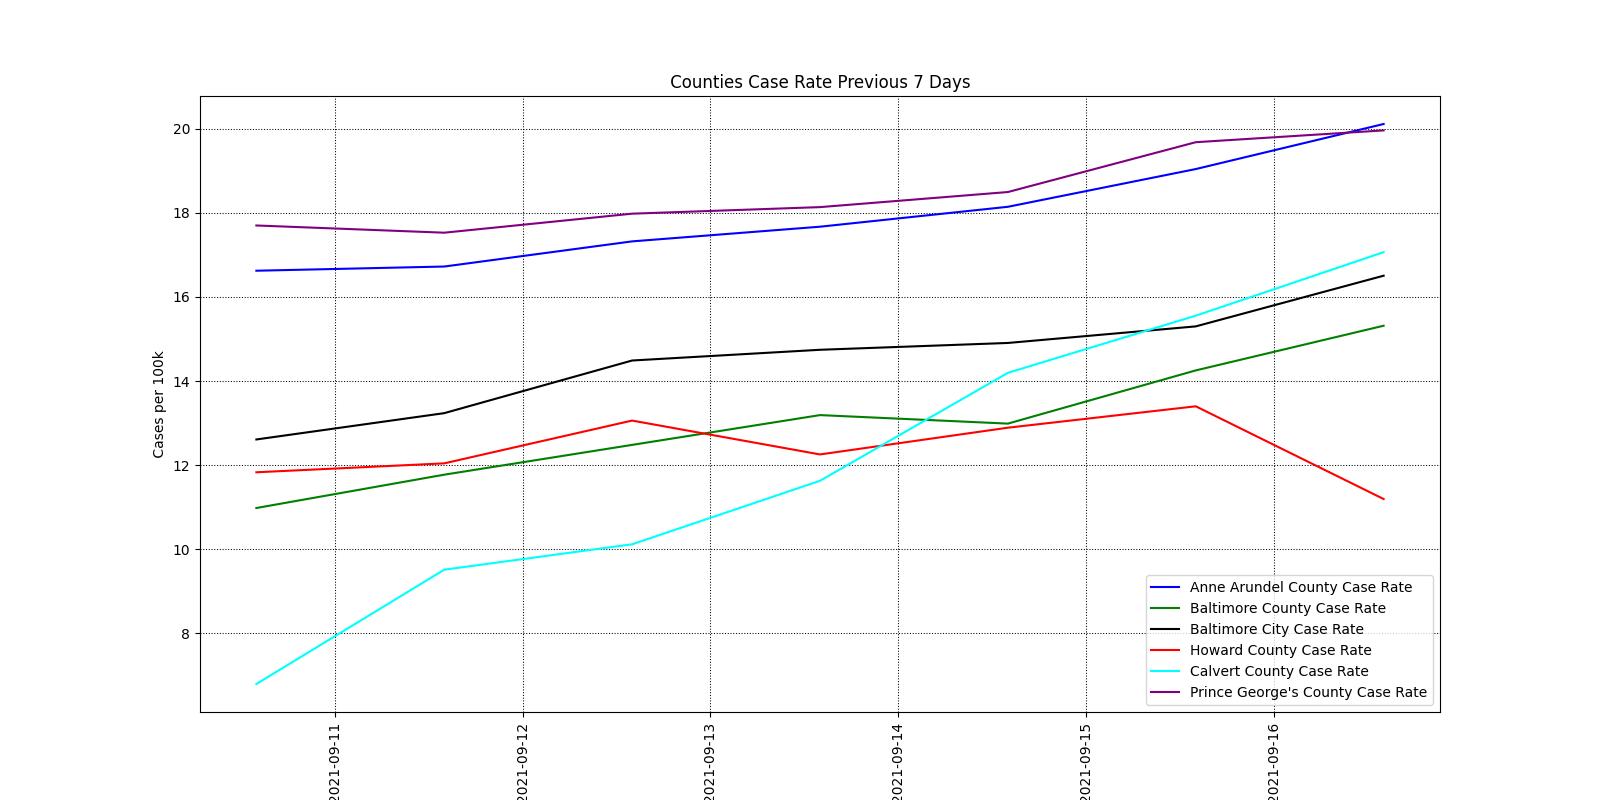 Counties Case Rate Previous 7 Days
Cases per 100k
20
18
16
14
12
10
8
Anne Arundel County Case Rate
Baltimore County Case Rate
Baltimore City Case Rate
Howard County Case Rate
Calvert County Case Rate
Prince George's County Case Rate
2021-09-11
2021-09-12
2021-09-13
2021-09-14
2021-09-15
2021-09-16